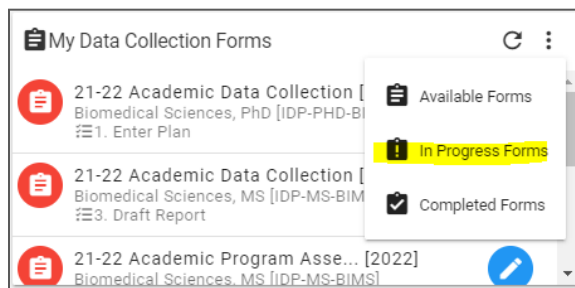 My Data Collection Forms
21-22 Academic Data Collection [
Biomedical Sciences, PhD [IDP-PHD-BI
1. Enter Plan
21-22 Academic Data Collection [
Biomedical Sciences, MS [IDP-MS-BIM
3. Draft Report
21-22 Academic Program Asse... [2022]
Biomedical Sciences, MS [IDP-MS-BIMS]
Available Forms
In Progress Forms
Completed Forms